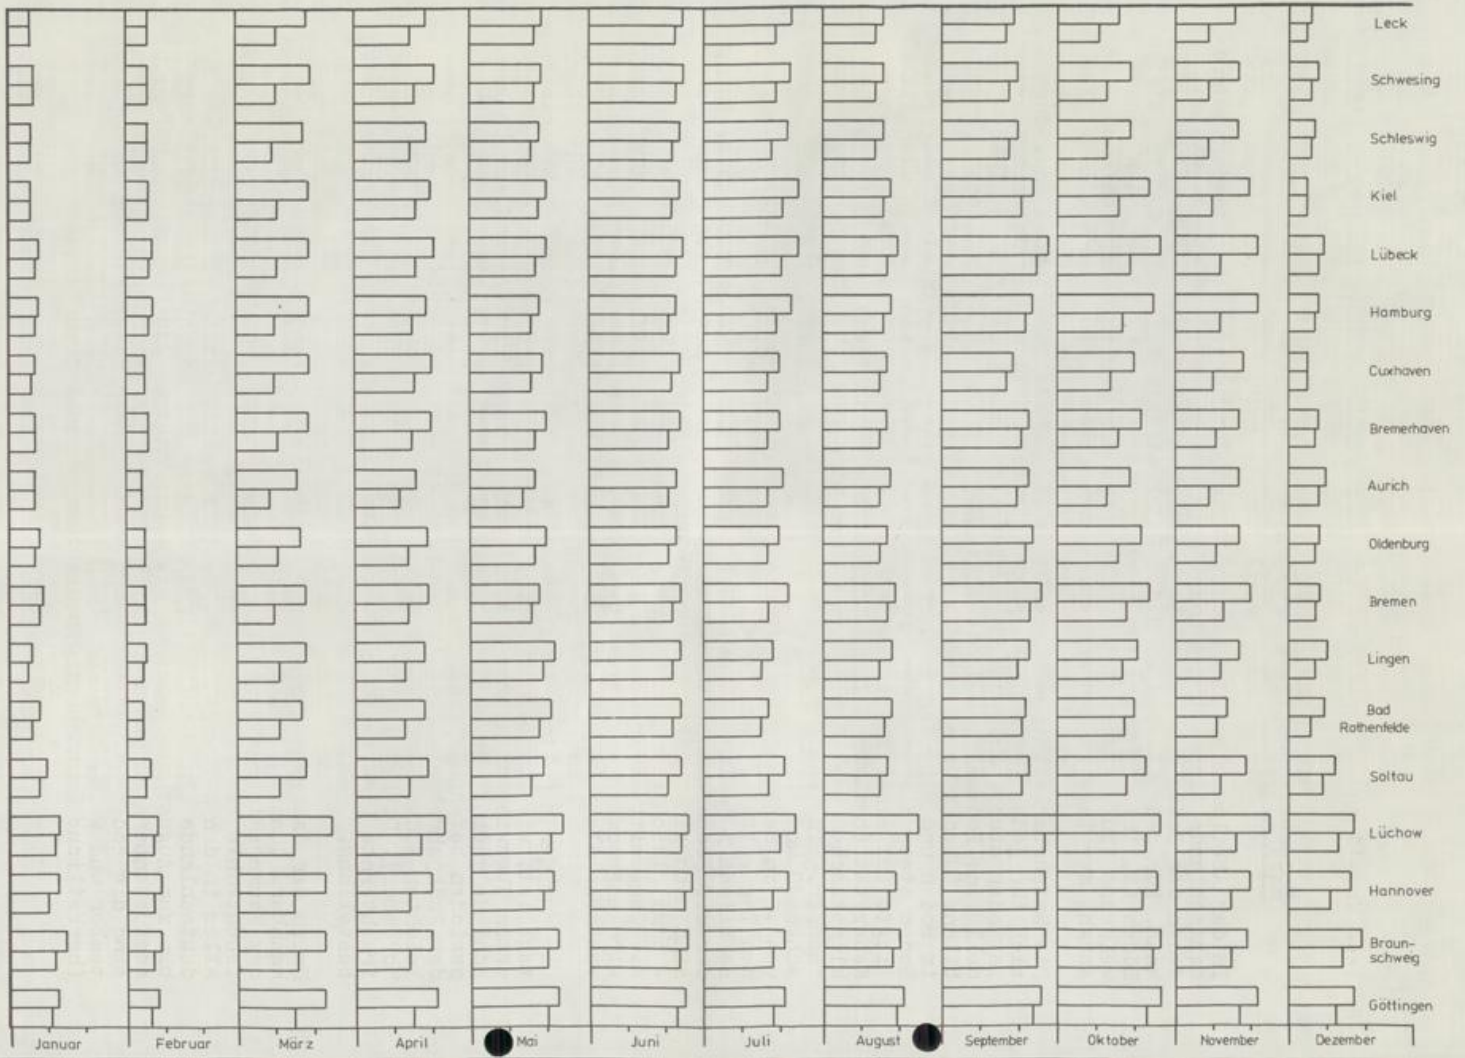 Leck
Schwesing
Schleswig
Kiel
Lübeck
Hamburg
Cuxhaven
Bremerhaven
Aurich
Oldenburg
Bremen
Lingen
Bad
Rothenfelde
Soltau
Lüchow
Hannover
Braun-
schweig
Göttingen
Januar Februar März April Mai Juni Juli August September Oktober November Dezember